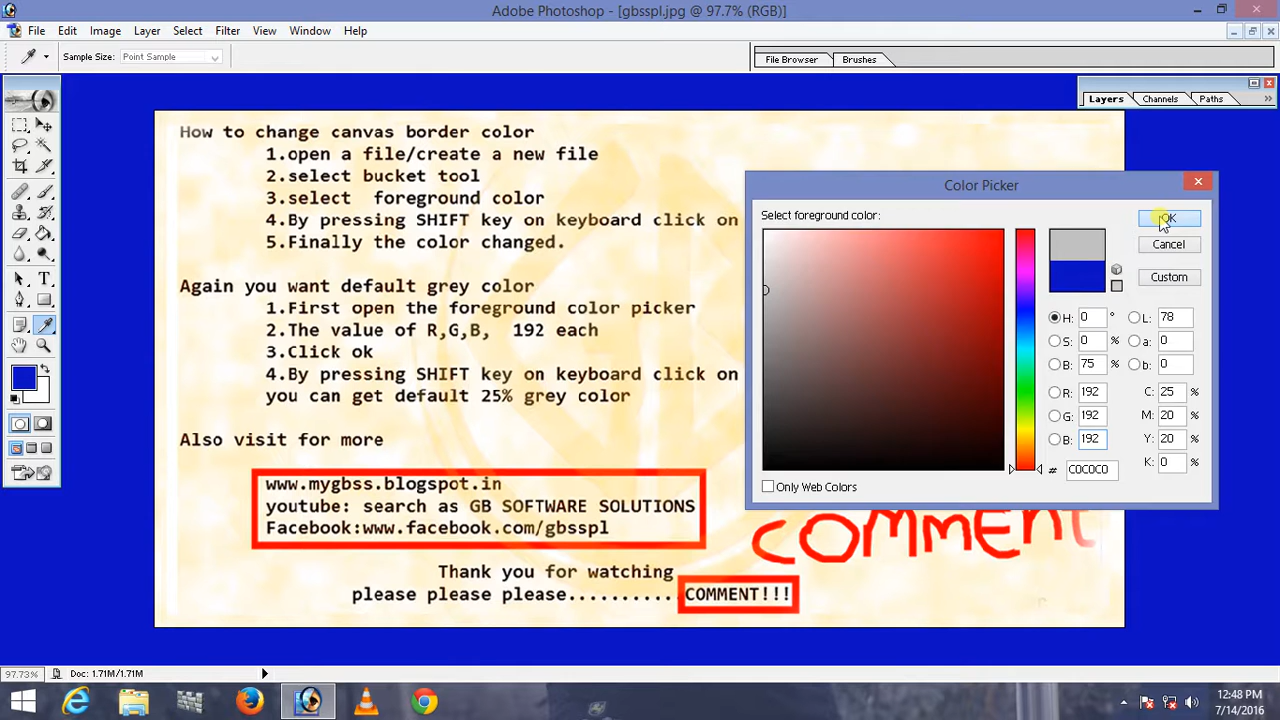 Adobe Photoshop - [gbsspl.jpg @ 97.7% (RGB)]
File Edit Image Layer Select Filter View Window Help
Sample Size: Point Sample
File Browser Brushes
Layers Channels Paths
How to change canvas border color
1.open a file/create a new file
2.select bucket tool
3.select foreground color
4.By pressing SHIFT key on keyboard click on
5.Finally the color changed.
Again you want default grey color
1.First open the foreground color picker
2.The value of R,G,B, 192 each
3.Click ok
4.By pressing SHIFT key on keyboard click on
you can get default 25% grey color
Also visit for more
www.mygbss.blogspot.in
youtube: search as GB SOFTWARE SOLUTIONS
Facebook:www.facebook.com/gbsspl
Thank you for watching
please please please...........COMMENT!!!
COMMENT
Color Picker
Select foreground color:
OK
Cancel
Custom
H: 0 ° L: 78
S: 0 % a: 0
B: 75 % b: 0
R: 192 C: 25 %
G: 192 M: 20 %
B: 192 Y: 20 %
# C0C0C0 K: 0 %
Only Web Colors
97.73% Doc: 1.71M/1.71M
12:48 PM
7/14/2016